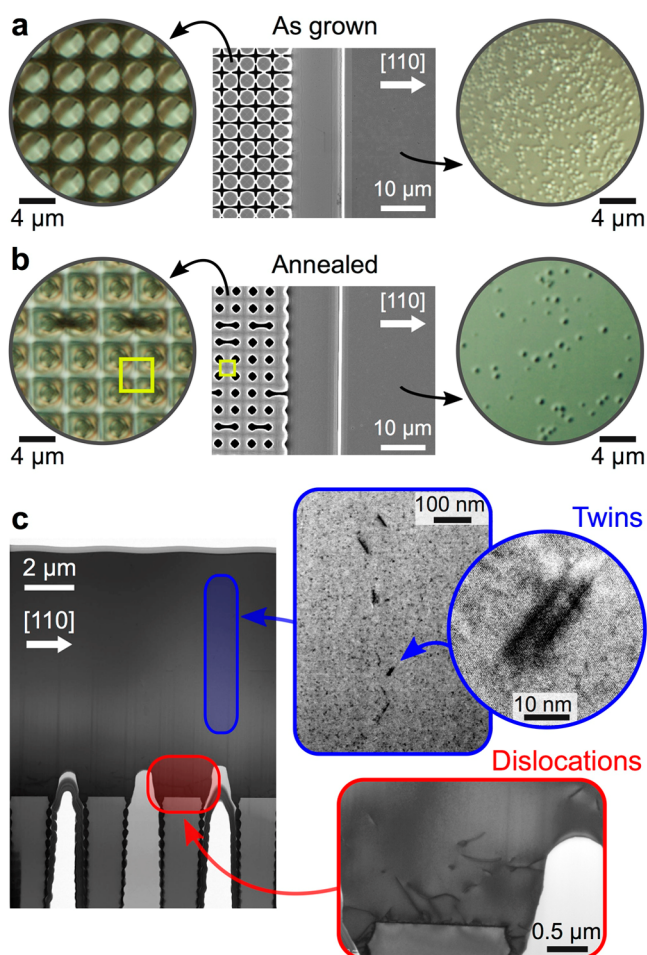 a
As grown
[110]
10 μm
4 μm
4 μm
b
Annealed
[110]
10 μm
4 μm
4 μm
c
100 nm
Twins
2 μm
[110]
10 nm
Dislocations
0.5 μm